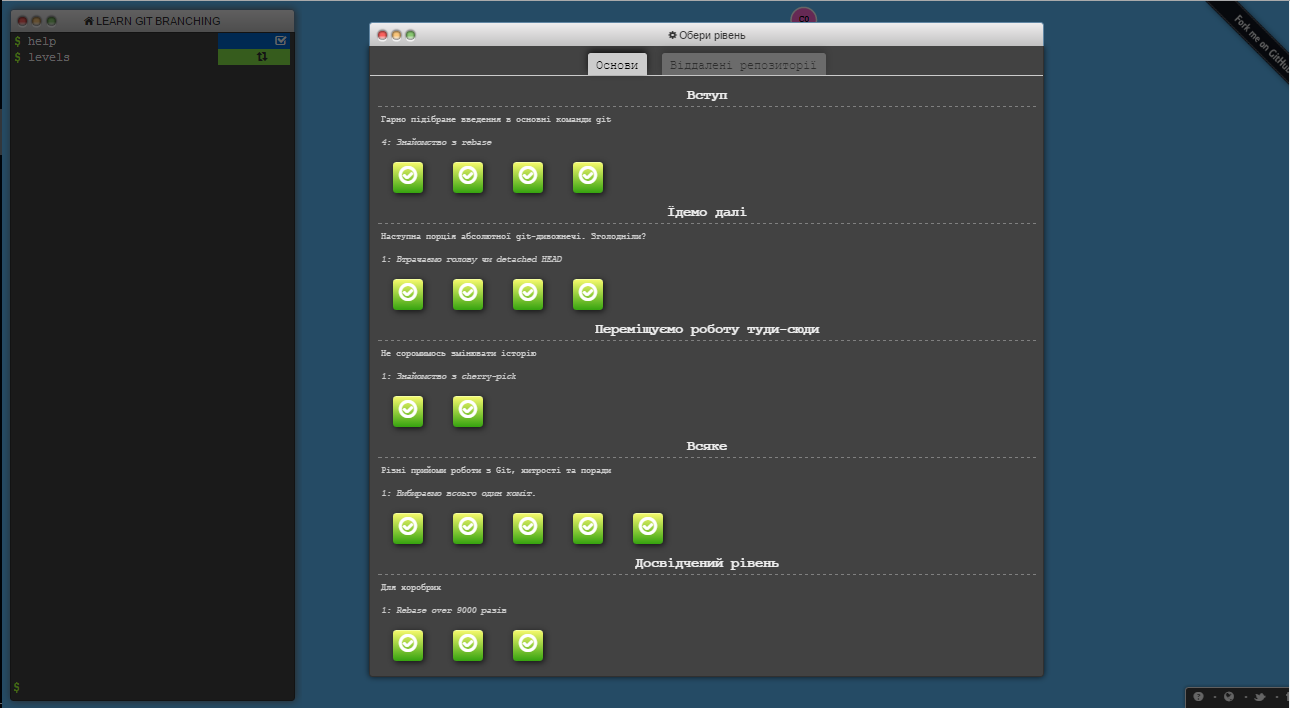 LEARN GIT BRANCHING
$ help
$ levels
$
C0
Fork me on GitHub
Обери рівень
Основи
Віддалені репозиторії
Вступ
Гарно підібране введення в основні команди git
4: Знайомство з rebase
Їдемо далі
Наступна порція абсолютної git-дивожнечі. Зголодніли?
1: Втрачаємо голову чи detached HEAD
Переміщуємо роботу туди-сюди
Не соромимось змінювати історію
1: Знайомство з cherry-pick
Всяке
Різні прийоми роботи з Git, хитрості та поради
1: Вибираємо всього один коміт.
Досвідчений рівень
Для хоробрих
1: Rebase over 9000 разів